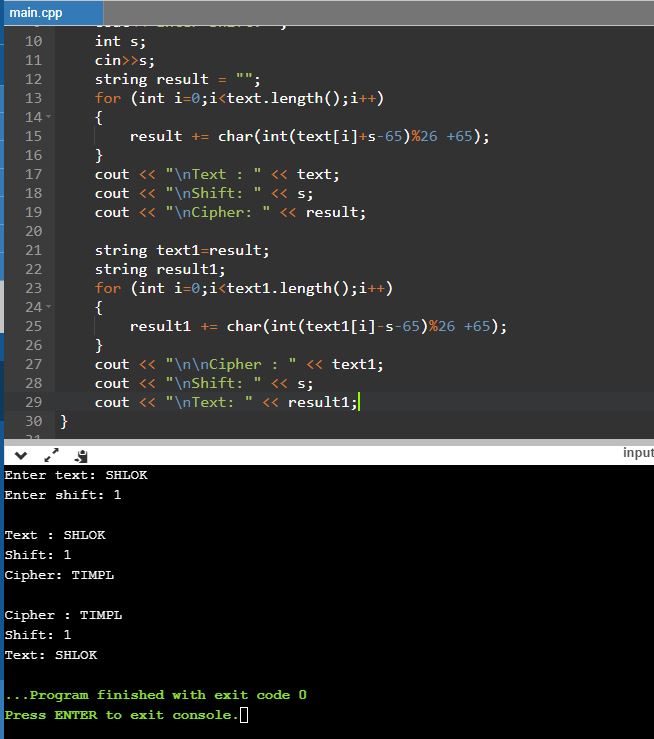 main.cpp
10 int s;
11 cin>>s;
12 string result = "";
13 for (int i=0;i<text.length();i++)
14 {
15 result += char(int(text[i]+s-65)%26 +65);
16 }
17 cout << "\nText : " << text;
18 cout << "\nShift: " << s;
19 cout << "\nCipher: " << result;
20
21 string text1=result;
22 string result1;
23 for (int i=0;i<text1.length();i++)
24 {
25 result1 += char(int(text1[i]-s-65)%26 +65);
26 }
27 cout << "\n\nCipher : " << text1;
28 cout << "\nShift: " << s;
29 cout << "\nText: " << result1;
30 }
input
Enter text: SHLOK
Enter shift: 1
Text : SHLOK
Shift: 1
Cipher: TIMPL
Cipher : TIMPL
Shift: 1
Text: SHLOK
...Program finished with exit code 0
Press ENTER to exit console.